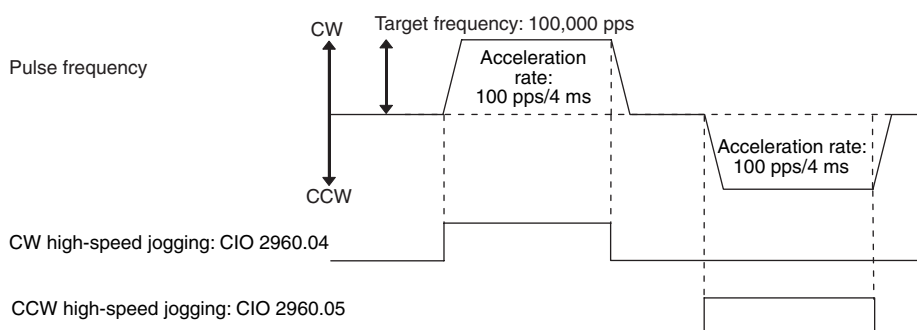 CW
Target frequency: 100,000 pps
Pulse frequency
Acceleration
rate:
100 pps/4 ms
Acceleration rate:
100 pps/4 ms
CCW
CW high-speed jogging: CIO 2960.04
CCW high-speed jogging: CIO 2960.05